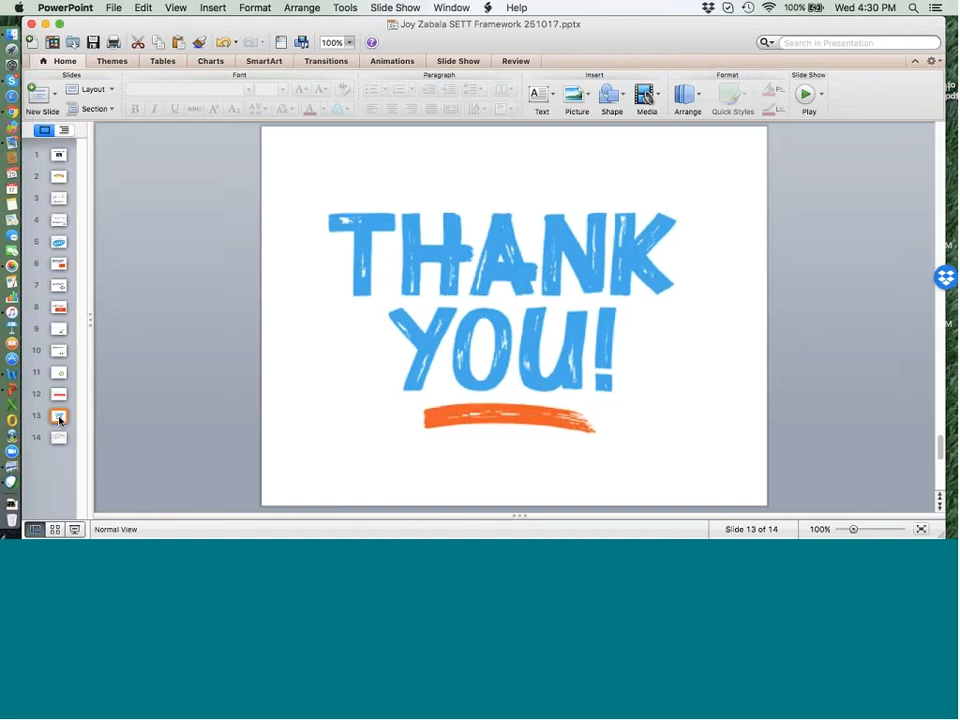 PowerPoint File Edit View Insert Format Arrange Tools Slide Show Window Help 100% Wed 4:30 PM
Joy Zabala SETT Framework 251017.pptx
100% Search in Presentation
Home Themes Tables Charts SmartArt Transitions Animations Slide Show Review
Slides Font Paragraph Insert Format Slide Show
New Slide Layout Section
B I U ABC
Text Picture Shape Media Arrange Quick Styles Play
1
2
3
4
5
6
7
8
9
10
11
12
13
14
THANK
YOU!
Normal View Slide 13 of 14 100%